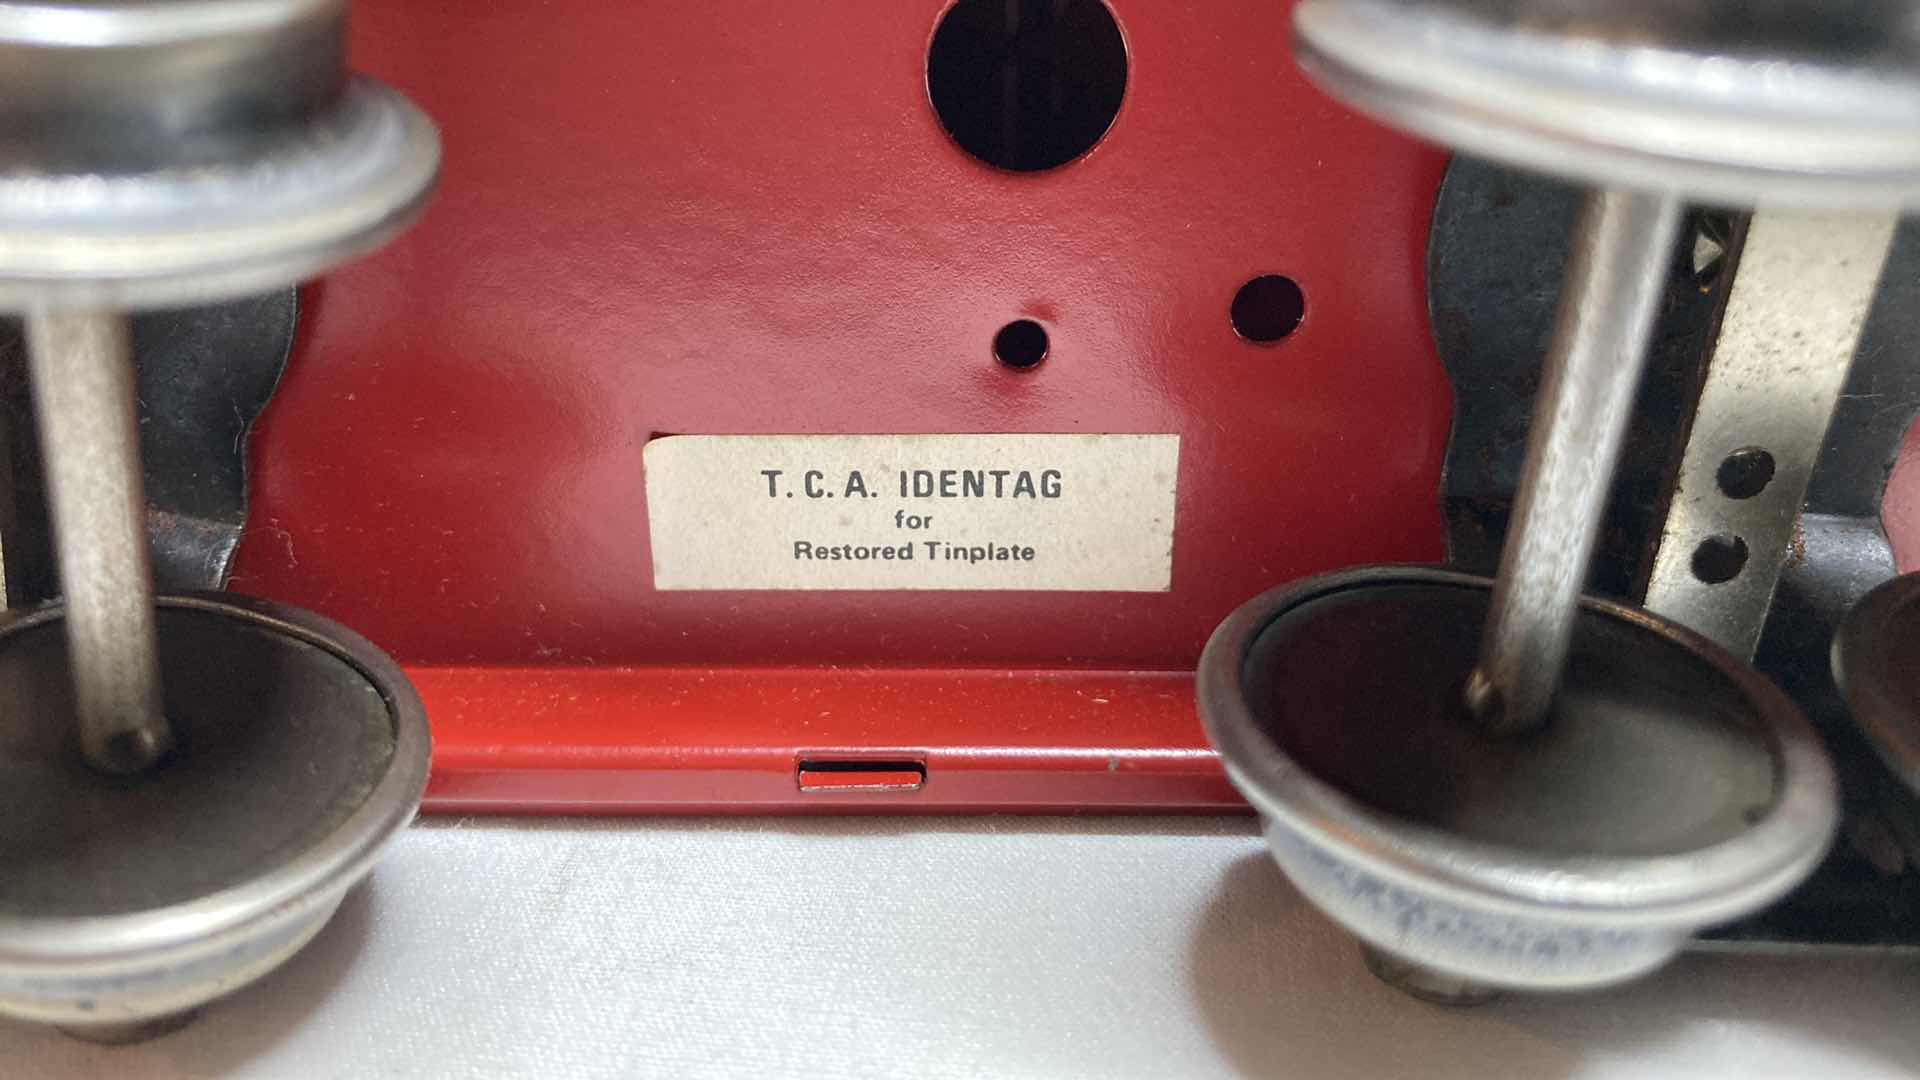 T. C. A. IDENTAG
for
Restored Tinplate